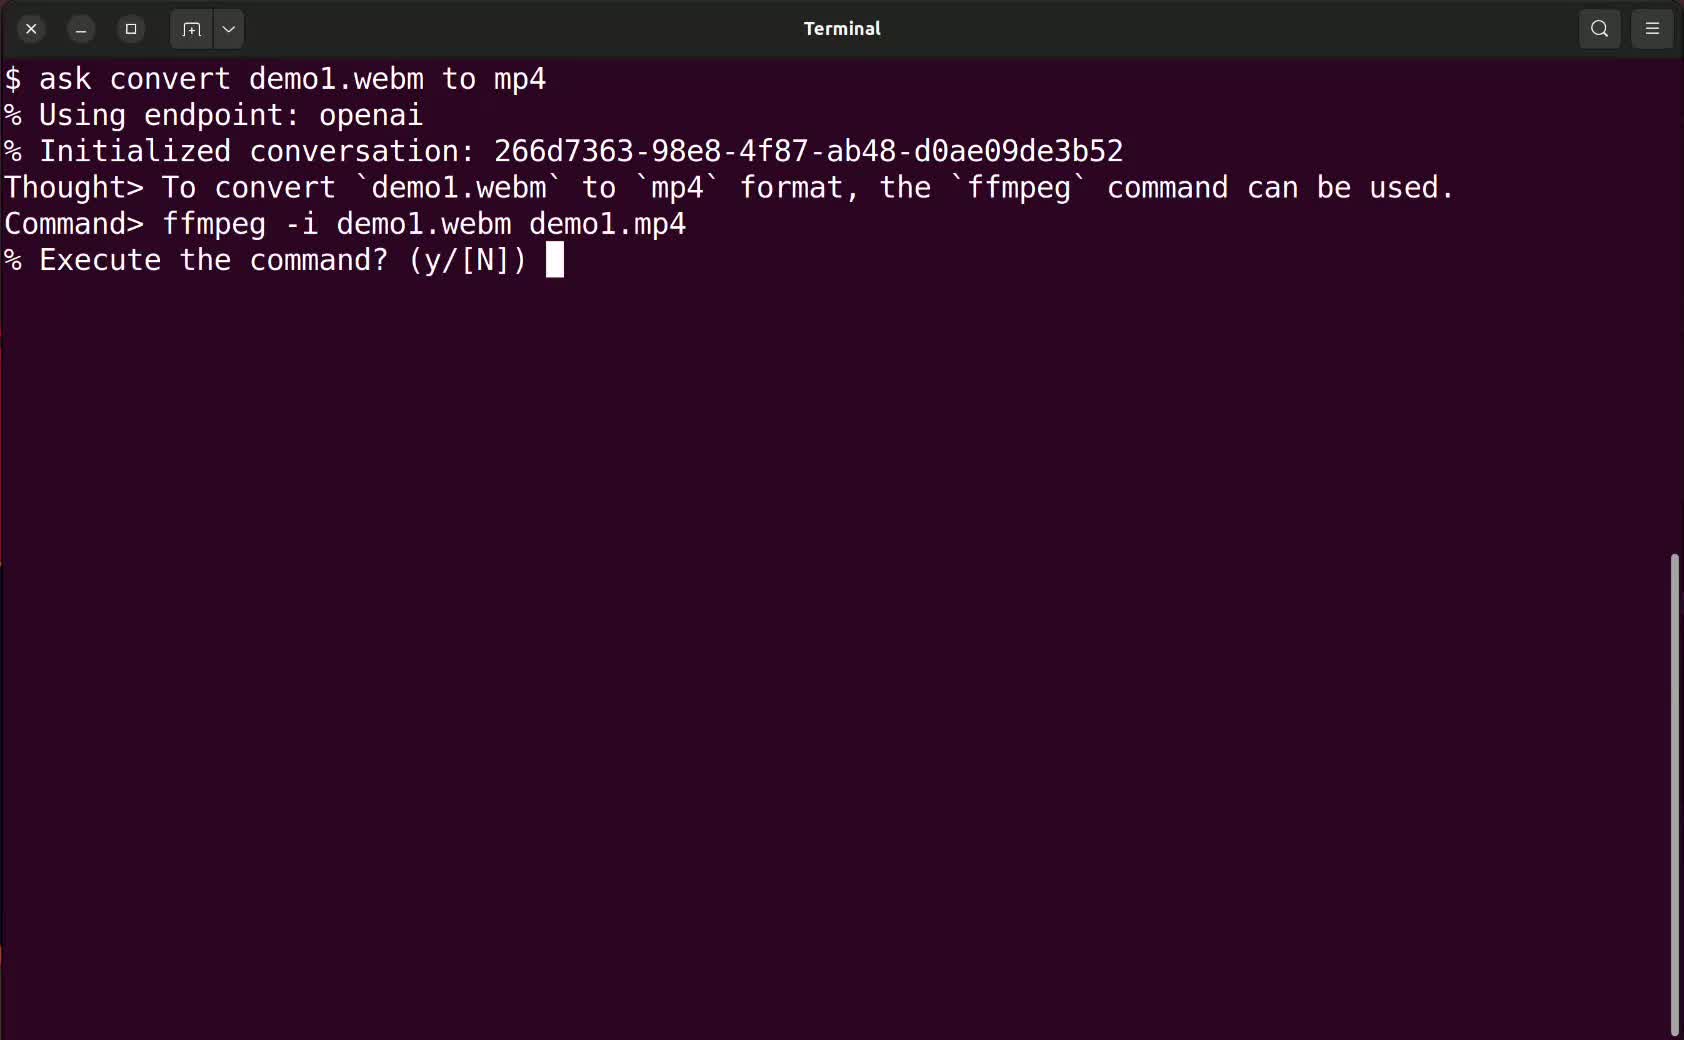 Terminal
$ ask convert demo1.webm to mp4
% Using endpoint: openai
% Initialized conversation: 266d7363-98e8-4f87-ab48-d0ae09de3b52
Thought> To convert `demo1.webm` to `mp4` format, the `ffmpeg` command can be used.
Command> ffmpeg -i demo1.webm demo1.mp4
% Execute the command? (y/[N])